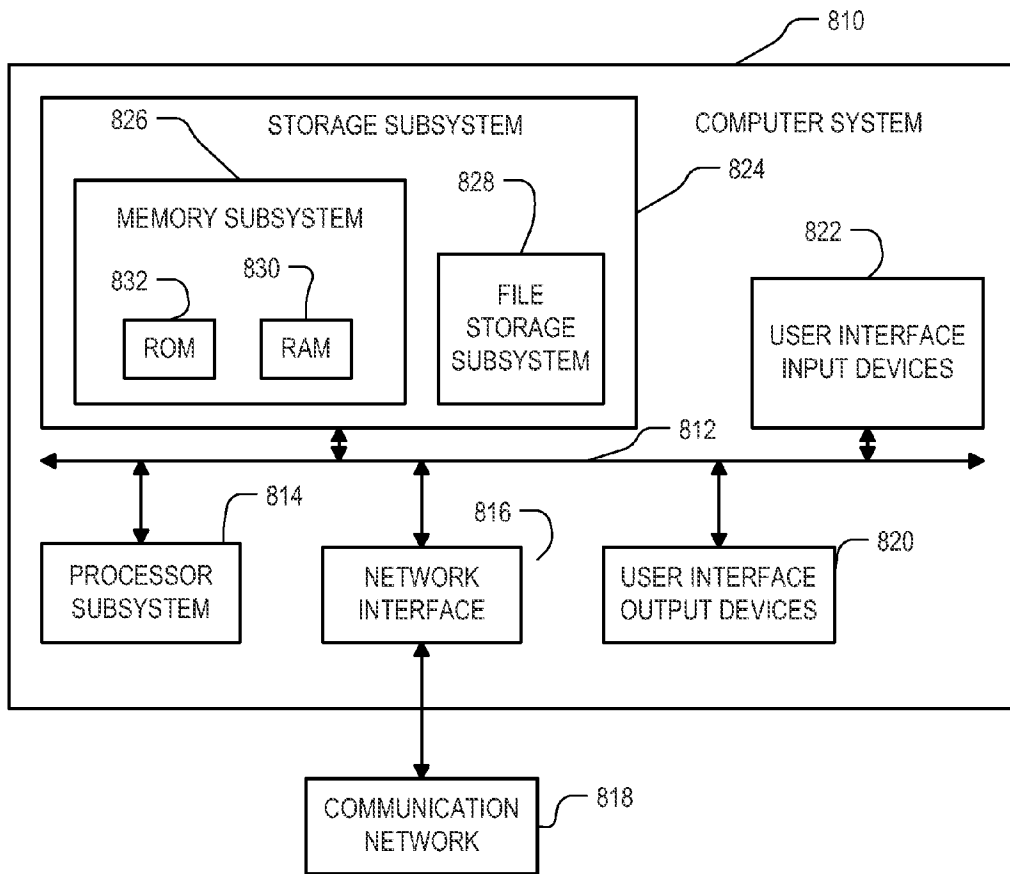 810
826
STORAGE SUBSYSTEM
COMPUTER SYSTEM
824
828
MEMORY SUBSYSTEM
822
832
830
ROM
RAM
FILE
STORAGE
SUBSYSTEM
USER INTERFACE
INPUT DEVICES
812
814
816
820
PROCESSOR
SUBSYSTEM
NETWORK
INTERFACE
USER INTERFACE
OUTPUT DEVICES
COMMUNICATION
NETWORK
818